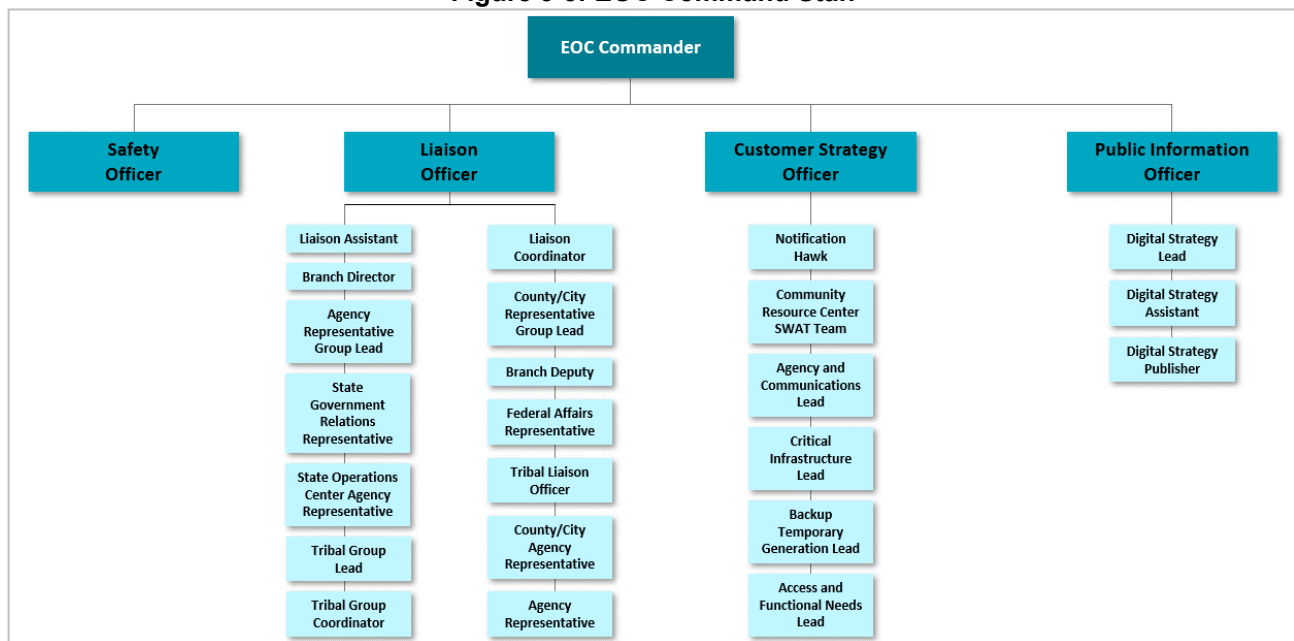 EOC Commander
Safety
Officer
Liaison
Officer
Customer Strategy
Officer
Public Information
Officer
Liaison Assistant
Branch Director
Agency
Representative
Group Lead
State
Government
Relations
Representative
State Operations
Center Agency
Representative
Tribal Group
Lead
Tribal Group
Coordinator
Liaison
Coordinator
County/City
Representative
Group Lead
Branch Deputy
Federal Affairs
Representative
Tribal Liaison
Officer
County/City
Agency
Representative
Agency
Representative
Notification
Hawk
Community
Resource Center
SWAT Team
Agency and
Communications
Lead
Critical
Infrastructure
Lead
Backup
Temporary
Generation Lead
Access and
Functional Needs
Lead
Digital Strategy
Lead
Digital Strategy
Assistant
Digital Strategy
Publisher